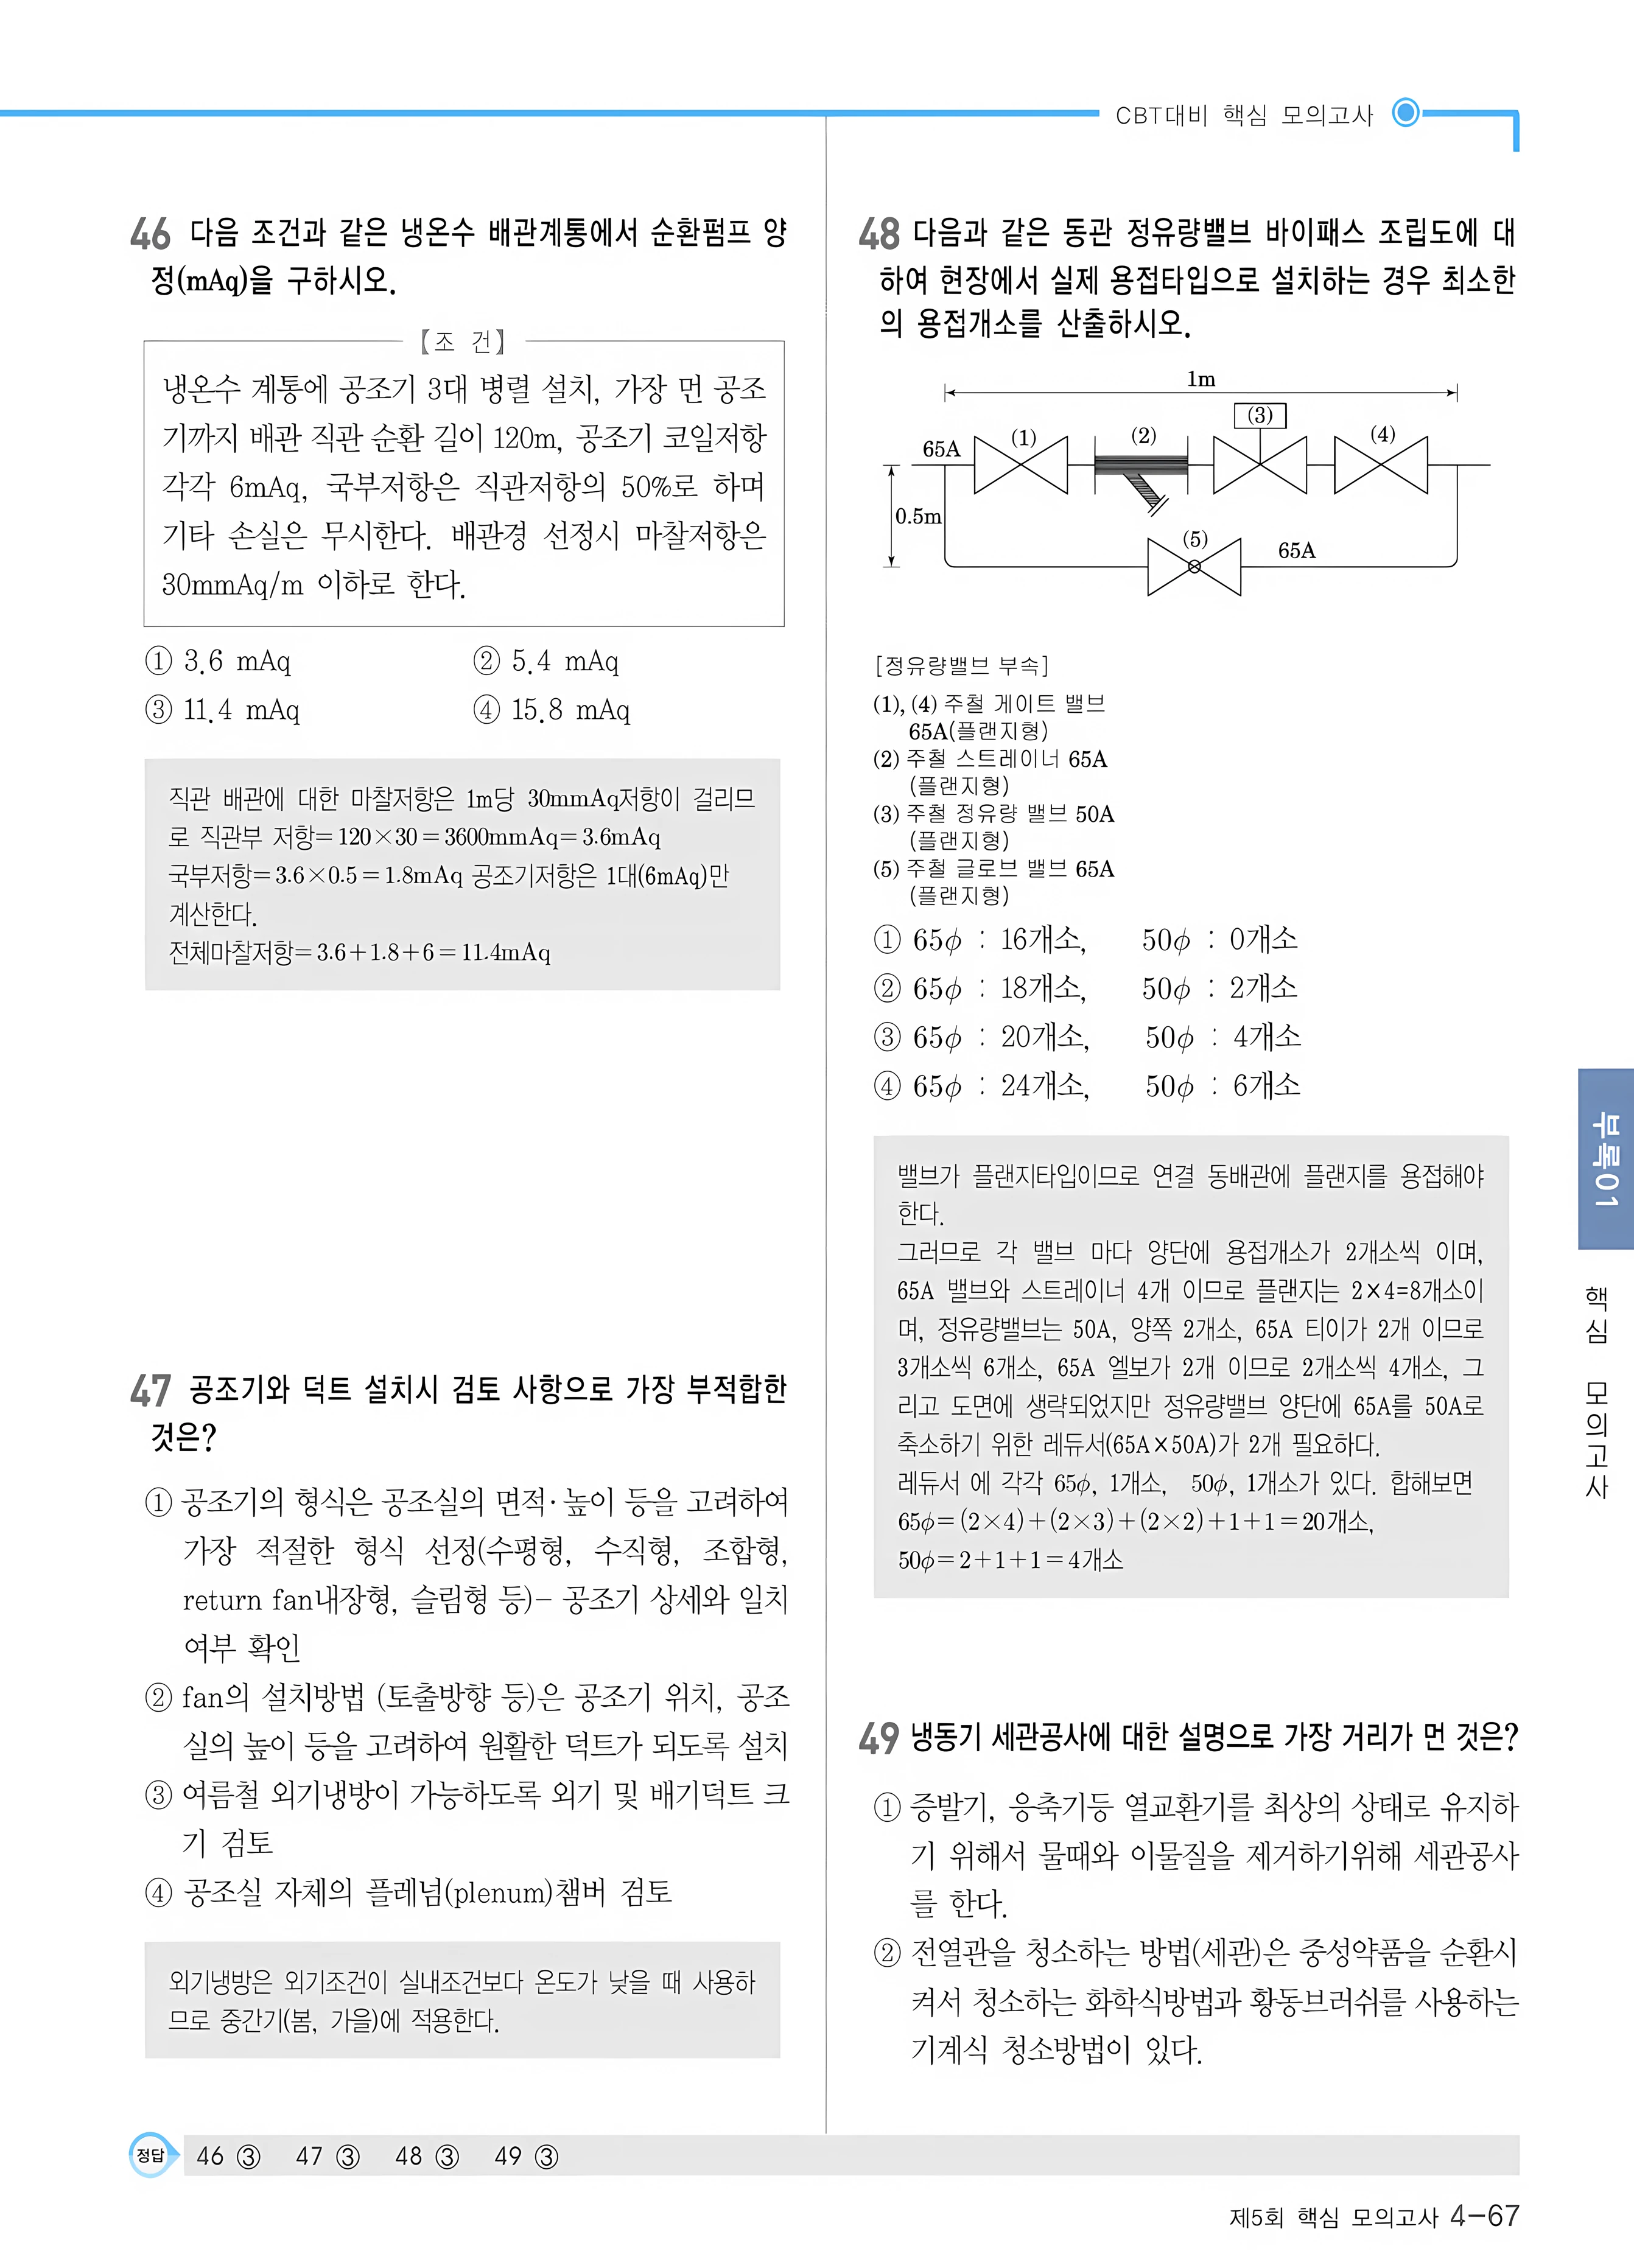 CBT대비 핵심 모의고사
46 다음 조건과 같은 냉온수 배관계통에서 순환펌프 양
정(mAq)을 구하시오.
【조 건】
냉온수 계통에 공조기 3대 병렬 설치, 가장 먼 공조
기까지 배관 직관 순환 길이 120m, 공조기 코일저항
각각 6mAq, 국부저항은 직관저항의 50%로 하며
기타 손실은 무시한다. 배관경 선정시 마찰저항은
30mmAq/m 이하로 한다.
① 3.6 mAq ② 5.4 mAq
③ 11.4 mAq ④ 15.8 mAq
직관 배관에 대한 마찰저항은 1m당 30mmAq저항이 걸리므
로 직관부 저항=120×30=3600mmAq=3.6mAq
국부저항=3.6×0.5=1.8mAq 공조기저항은 1대(6mAq)만
계산한다.
전체마찰저항=3.6+1.8+6=11.4mAq
47 공조기와 덕트 설치시 검토 사항으로 가장 부적합한
것은?
① 공조기의 형식은 공조실의 면적·높이 등을 고려하여
가장 적절한 형식 선정(수평형, 수직형, 조합형,
return fan내장형, 슬림형 등)- 공조기 상세와 일치
여부 확인
② fan의 설치방법 (토출방향 등)은 공조기 위치, 공조
실의 높이 등을 고려하여 원활한 덕트가 되도록 설치
③ 여름철 외기냉방이 가능하도록 외기 및 배기덕트 크
기 검토
④ 공조실 자체의 플레넘(plenum)챔버 검토
외기냉방은 외기조건이 실내조건보다 온도가 낮을 때 사용하
므로 중간기(봄, 가을)에 적용한다.
48 다음과 같은 동관 정유량밸브 바이패스 조립도에 대
하여 현장에서 실제 용접타입으로 설치하는 경우 최소한
의 용접개소를 산출하시오.
1m
65A (1) (2) (3) (4)
0.5m
(5) 65A
[정유량밸브 부속]
(1), (4) 주철 게이트 밸브
65A(플랜지형)
(2) 주철 스트레이너 65A
(플랜지형)
(3) 주철 정유량 밸브 50A
(플랜지형)
(5) 주철 글로브 밸브 65A
(플랜지형)
① 65φ : 16개소, 50φ : 0개소
② 65φ : 18개소, 50φ : 2개소
③ 65φ : 20개소, 50φ : 4개소
④ 65φ : 24개소, 50φ : 6개소
밸브가 플랜지타입이므로 연결 동배관에 플랜지를 용접해야
한다.
그러므로 각 밸브 마다 양단에 용접개소가 2개소씩 이며,
65A 밸브와 스트레이너 4개 이므로 플랜지는 2×4=8개소이
며, 정유량밸브는 50A, 양쪽 2개소, 65A 티이가 2개 이므로
3개소씩 6개소, 65A 엘보가 2개 이므로 2개소씩 4개소, 그
리고 도면에 생략되었지만 정유량밸브 양단에 65A를 50A로
축소하기 위한 레듀서(65A×50A)가 2개 필요하다.
레듀서 에 각각 65φ, 1개소, 50φ, 1개소가 있다. 합해보면
65φ=(2×4)+(2×3)+(2×2)+1+1=20개소,
50φ=2+1+1=4개소
49 냉동기 세관공사에 대한 설명으로 가장 거리가 먼 것은?
① 증발기, 응축기등 열교환기를 최상의 상태로 유지하
기 위해서 물때와 이물질을 제거하기위해 세관공사
를 한다.
② 전열관을 청소하는 방법(세관)은 중성약품을 순환시
켜서 청소하는 화학식방법과 황동브러쉬를 사용하는
기계식 청소방법이 있다.
부록01
핵심 모의고사
정답 46 ③ 47 ③ 48 ③ 49 ③
제5회 핵심 모의고사 4-67